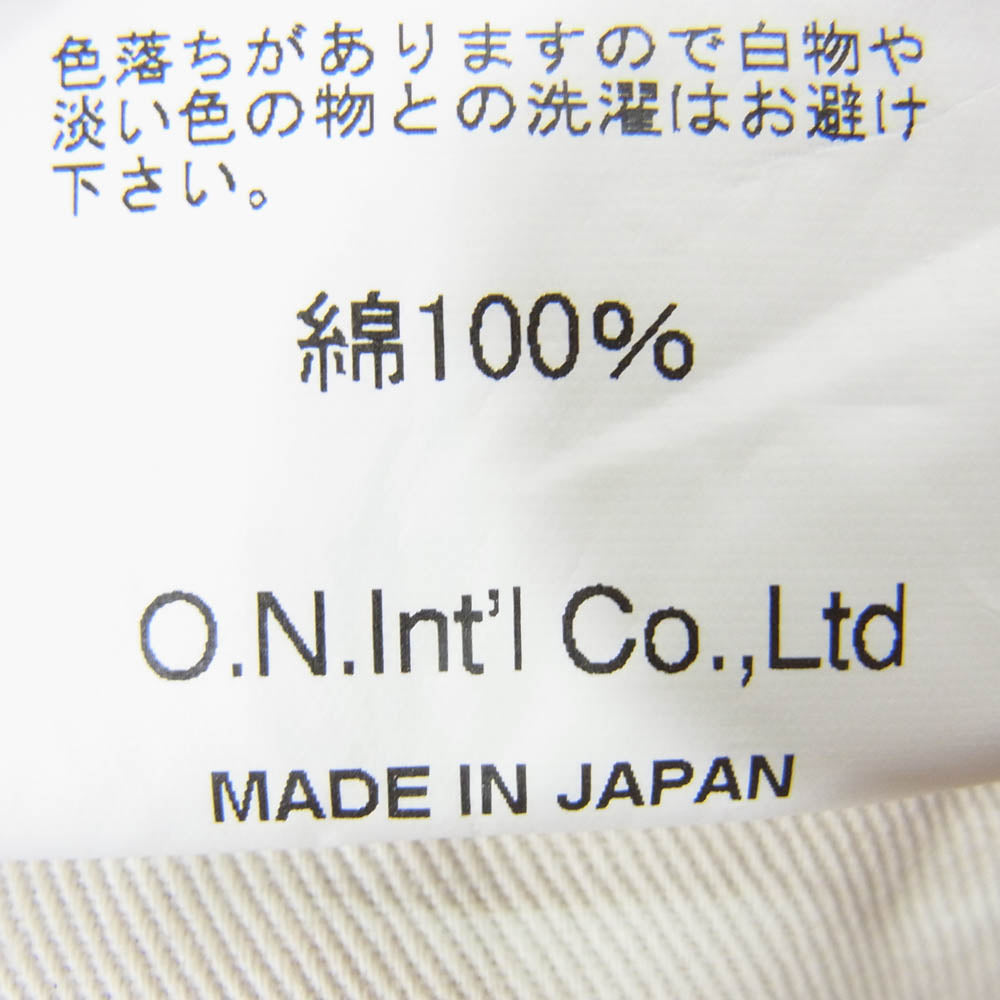 色落ちがありますので白物や
淡い色の物との洗濯はお避け
下さい。
綿100%
O.N.Int'l Co.,Ltd
MADE IN JAPAN